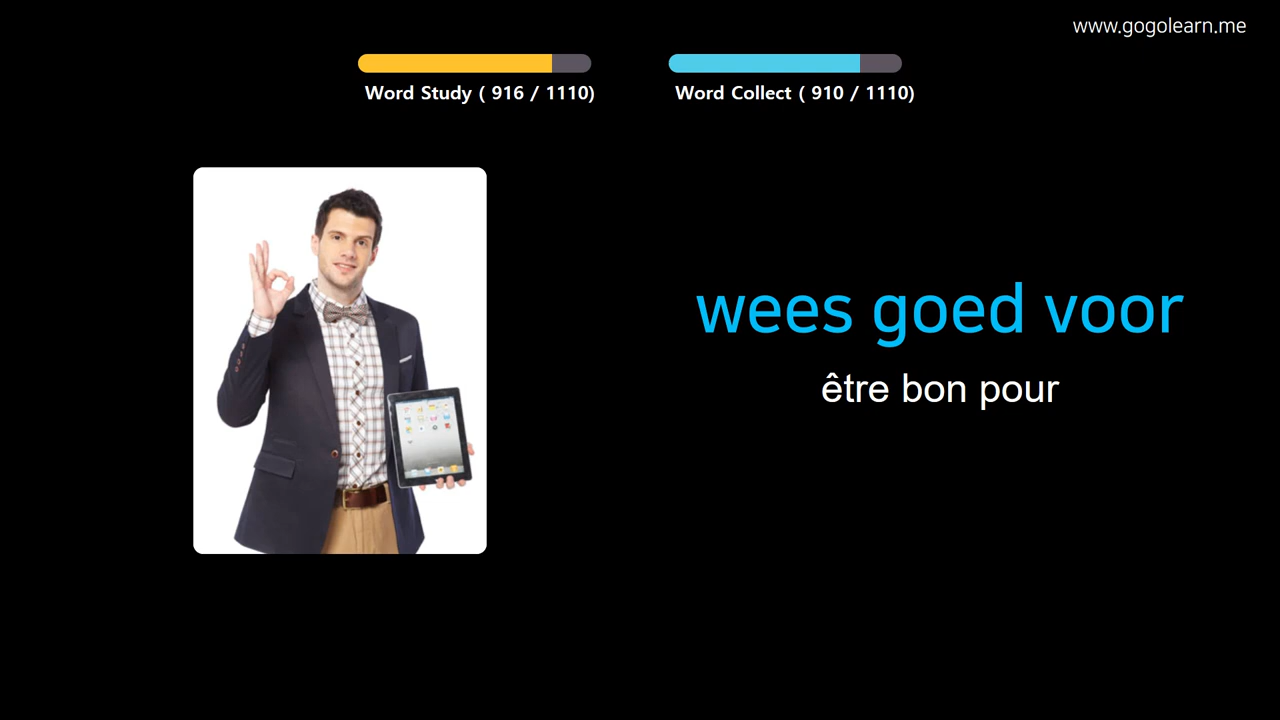 www.gogolearn.me
Word Study ( 916 / 1110)
Word Collect ( 910 / 1110)
wees goed voor
être bon pour